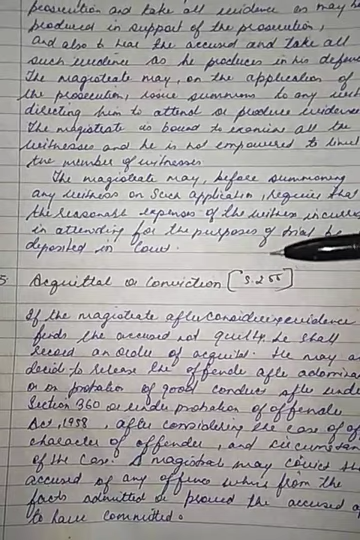 prosecution and take all evidence as may be
produced in support of the prosecution,
and also to hear the accused and take all
such evidence as he produces in his defen
The magistrate may, on the application of
the prosecution, issue summons to any wit
directing him to attend or produce evidence
The magistrate is bound to examine all the
witnesses and he is not empowered to limit
the number of witnesses
The magistrate may, before summoning
any witness on such application, require that
the reasonable expenses of the witness incurre
in attending for the purposes of trial be
deposited in Court.
5 Acquittal or Conviction [S.255]
If the magistrate after considering evidence
finds the accused not guilty, he shall
record an order of acquittal. He may a
decide to release the offender after admonition
or on probation of good conduct after unde
Section 360 or under probation of offende
Act, 1958, after considering the case of of
character of offender, and circumstan
of the case. A magistrate may convict the
accused of any offence which from the
facts admitted or proved the accused ap
to have committed.